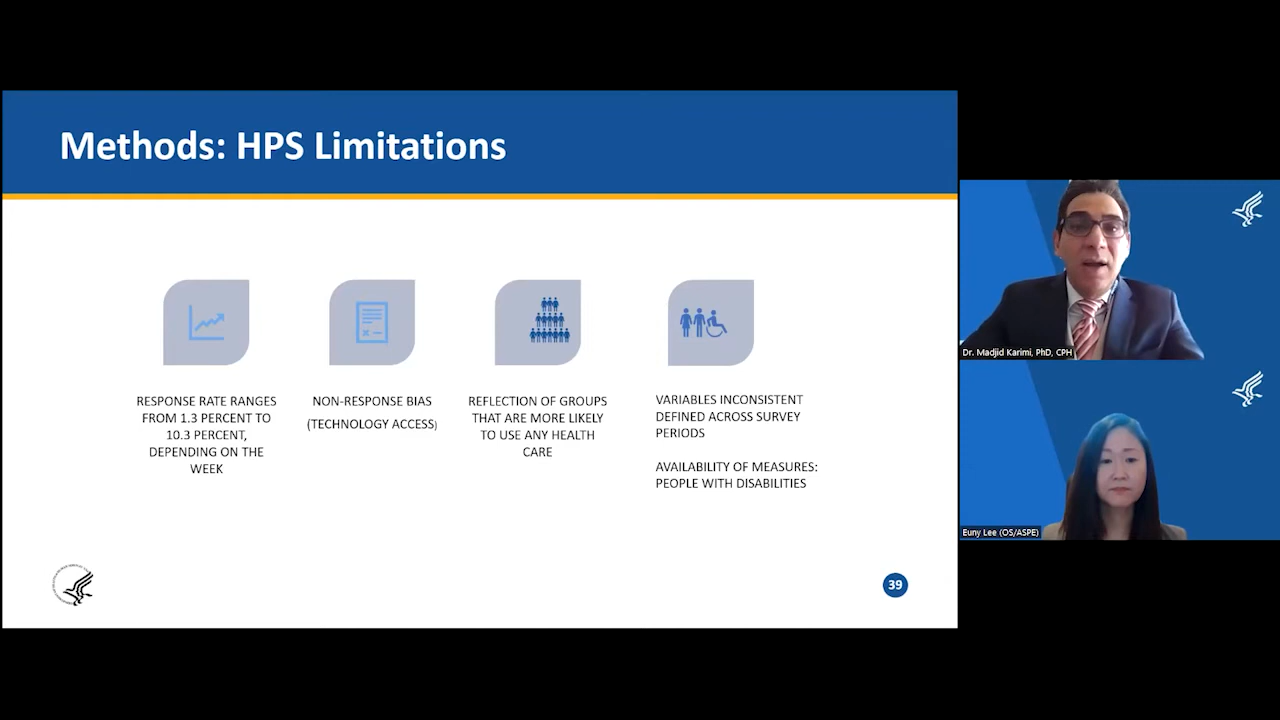 Methods: HPS Limitations
RESPONSE RATE RANGES
FROM 1.3 PERCENT TO
10.3 PERCENT,
DEPENDING ON THE
WEEK
NON-RESPONSE BIAS
(TECHNOLOGY ACCESS)
REFLECTION OF GROUPS
THAT ARE MORE LIKELY
TO USE ANY HEALTH
CARE
VARIABLES INCONSISTENT
DEFINED ACROSS SURVEY
PERIODS
AVAILABILITY OF MEASURES:
PEOPLE WITH DISABILITIES
39
Dr. Madjid Karimi, PhD, CPH
Euny Lee (OS/ASPE)